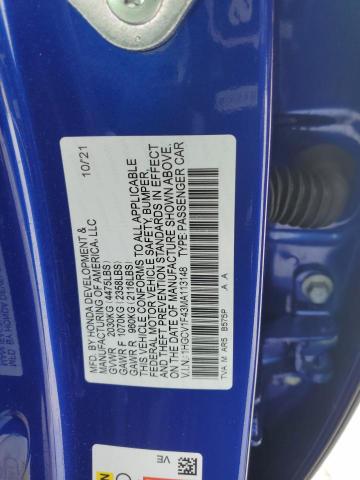 10/21
MFD. BY HONDA DEVELOPMENT &
MANUFACTURING OF AMERICA, LLC
GVWR 2030KG (4475LBS)
GAWR F 1070KG (2358LBS)
GAWR R 960KG (2116LBS)
THIS VEHICLE CONFORMS TO ALL APPLICABLE
FEDERAL MOTOR VEHICLE SAFETY, BUMPER,
AND THEFT PREVENTION STANDARDS IN EFFECT
ON THE DATE OF MANUFACTURE SHOWN ABOVE.
V.I.N.: 1HGCV1F43MA113148 TYPE:PASSENGER CAR
TVA M AR5 B575P A A
VE